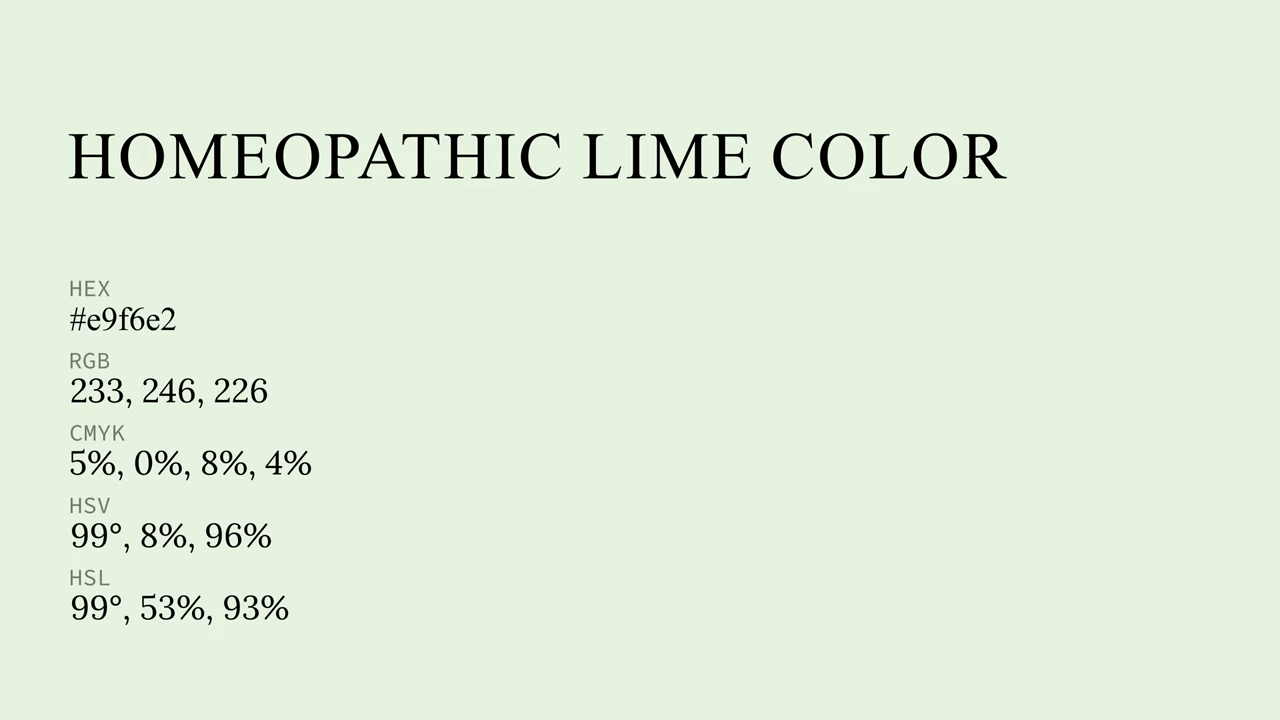 HOMEOPATHIC LIME COLOR
HEX
#e9f6e2
RGB
233, 246, 226
CMYK
5%, 0%, 8%, 4%
HSV
99°, 8%, 96%
HSL
99°, 53%, 93%